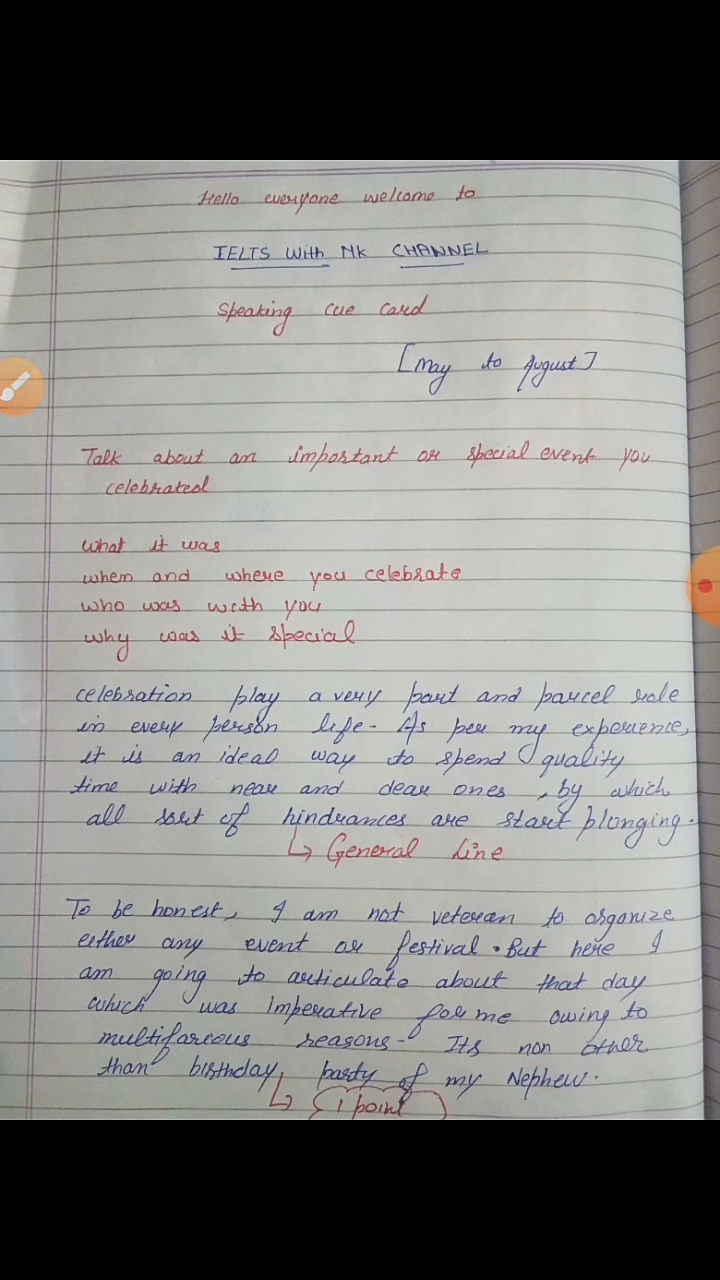 Hello everyone welcome to
IELTS with NK CHANNEL
Speaking cue card
[May to August]
Talk about an important or special event you
celebrated
what it was
when and where you celebrate
who was with you
why was it special
celebration play a very part and parcel role
in every person life- As per my experience,
it is an ideal way to spend quality
time with near and dear ones, by which
all sort of hindrances are start plonging.
↳ General line
To be honest, I am not veteran to organize
either any event or festival. But here I
am going to articulate about that day
which was Imperative for me owing to
multifareous reasons- Its non other
than birthday party of my Nephew.
↳ 1 point